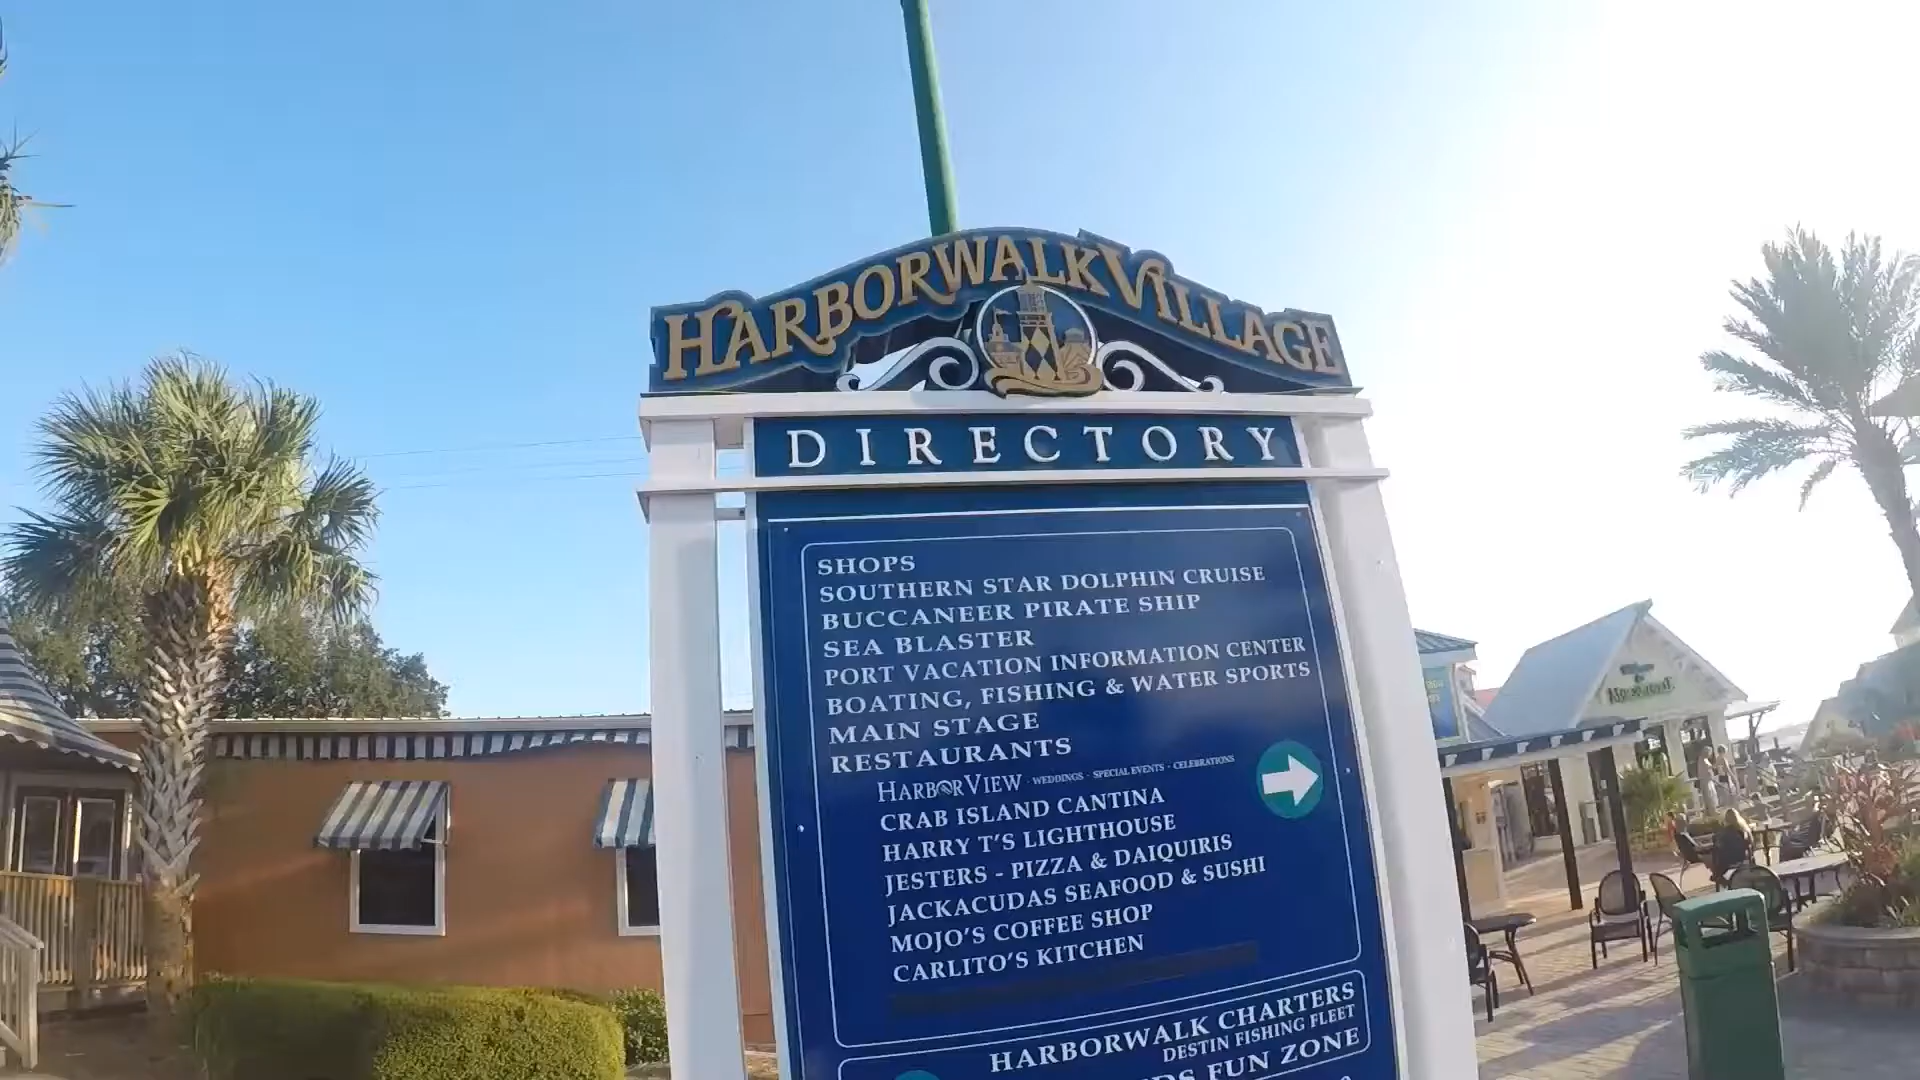 HARBORWALK VILLAGE
DIRECTORY
SHOPS
SOUTHERN STAR DOLPHIN CRUISE
BUCCANEER PIRATE SHIP
SEA BLASTER
PORT VACATION INFORMATION CENTER
BOATING, FISHING & WATER SPORTS
MAIN STAGE
RESTAURANTS
HARBORVIEW · WEDDINGS · SPECIAL EVENTS · CELEBRATIONS
CRAB ISLAND CANTINA
HARRY T'S LIGHTHOUSE
JESTERS - PIZZA & DAIQUIRIS
JACKACUDAS SEAFOOD & SUSHI
MOJO'S COFFEE SHOP
CARLITO'S KITCHEN
HARBORWALK CHARTERS
DESTIN FISHING FLEET
FUN ZONE